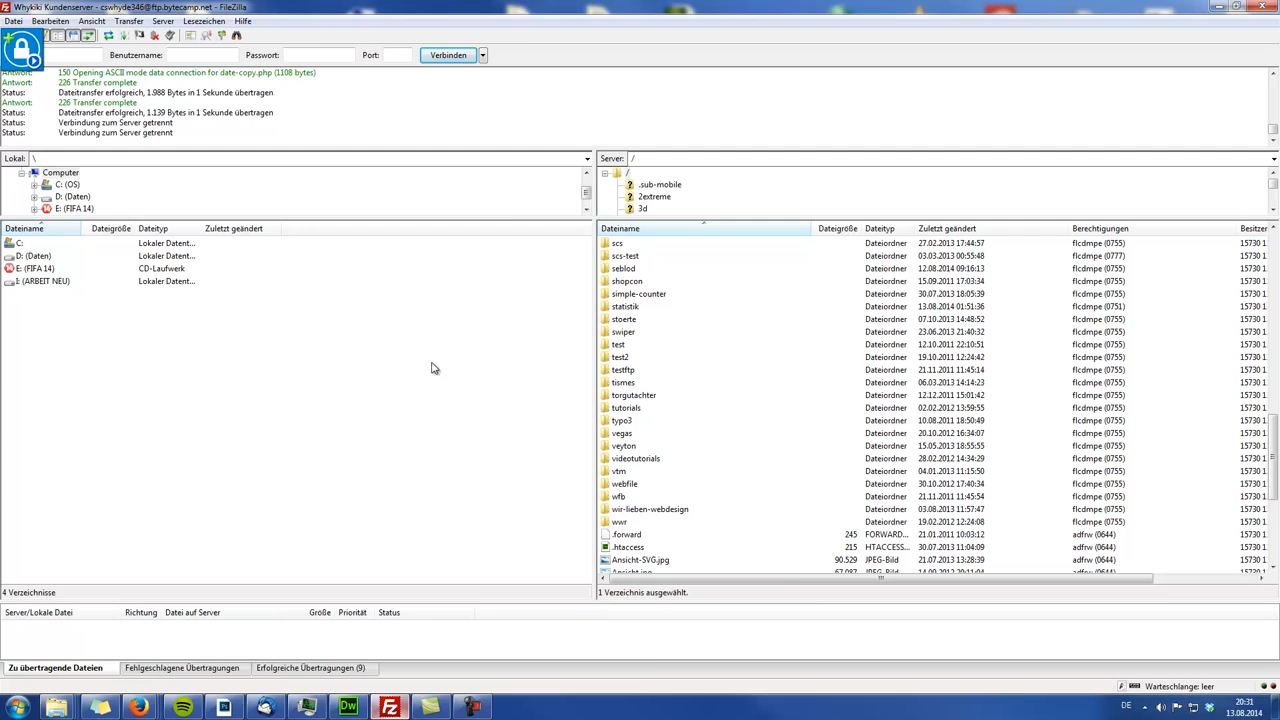 Whykiki Kundenserver - cswhyde346@ftp.bytecamp.net - FileZilla
Datei Bearbeiten Ansicht Transfer Server Lesezeichen Hilfe
Benutzername: Passwort: Port: Verbinden
Antwort: 150 Opening ASCII mode data connection for date-copy.php (1108 bytes)
Antwort: 226 Transfer complete
Status: Dateitransfer erfolgreich, 1.988 Bytes in 1 Sekunde übertragen
Antwort: 226 Transfer complete
Status: Dateitransfer erfolgreich, 1.139 Bytes in 1 Sekunde übertragen
Status: Verbindung zum Server getrennt
Status: Verbindung zum Server getrennt
Lokal: \
Computer
C: (OS)
D: (Daten)
E: (FIFA 14)
Dateiname Dateigröße Dateityp Zuletzt geändert
C: Lokaler Datent...
D: (Daten) Lokaler Datent...
E: (FIFA 14) CD-Laufwerk
I: (ARBEIT NEU) Lokaler Datent...
4 Verzeichnisse
Server: /
/
.sub-mobile
2extreme
3d
Dateiname Dateigröße Dateityp Zuletzt geändert Berechtigungen Besitzer
scs Dateiordner 27.02.2013 17:44:57 flcdmpe (0755) 15730 1
scs-test Dateiordner 03.03.2013 00:55:48 flcdmpe (0777) 15730 1
seblod Dateiordner 12.08.2014 09:16:13 flcdmpe (0755) 15730 1
shopcon Dateiordner 15.09.2011 17:03:34 flcdmpe (0755) 15730 1
simple-counter Dateiordner 30.07.2013 18:05:39 flcdmpe (0755) 15730 1
statistik Dateiordner 13.08.2014 01:51:36 flcdmpe (0751) 15730 1
stoerte Dateiordner 07.10.2013 14:48:52 flcdmpe (0755) 15730 1
swiper Dateiordner 23.06.2013 21:40:32 flcdmpe (0755) 15730 1
test Dateiordner 12.10.2011 22:10:51 flcdmpe (0755) 15730 1
test2 Dateiordner 19.10.2011 12:24:42 flcdmpe (0755) 15730 1
testftp Dateiordner 21.11.2011 11:45:14 flcdmpe (0755) 15730 1
tismes Dateiordner 06.03.2013 14:14:23 flcdmpe (0755) 15730 1
torgutachter Dateiordner 12.12.2011 15:01:42 flcdmpe (0755) 15730 1
tutorials Dateiordner 02.02.2012 13:59:55 flcdmpe (0755) 15730 1
typo3 Dateiordner 10.08.2011 18:50:49 flcdmpe (0755) 15730 1
vegas Dateiordner 20.10.2012 16:34:07 flcdmpe (0755) 15730 1
veyton Dateiordner 15.05.2013 18:55:55 flcdmpe (0755) 15730 1
videotutorials Dateiordner 28.02.2012 14:34:29 flcdmpe (0755) 15730 1
vtm Dateiordner 04.01.2013 11:15:50 flcdmpe (0755) 15730 1
webfile Dateiordner 30.10.2012 17:40:34 flcdmpe (0755) 15730 1
wfb Dateiordner 21.11.2011 11:45:54 flcdmpe (0755) 15730 1
wir-lieben-webdesign Dateiordner 03.08.2013 11:57:47 flcdmpe (0755) 15730 1
wwr Dateiordner 19.02.2012 12:24:08 flcdmpe (0755) 15730 1
.forward 245 FORWARD... 21.01.2011 10:03:12 adfrw (0644) 15730 1
.htaccess 215 HTACCESS... 30.07.2013 11:04:09 adfrw (0644) 15730 1
Ansicht-SVG.jpg 90.529 JPEG-Bild 21.07.2013 13:28:39 adfrw (0644) 15730 1
1 Verzeichnis ausgewählt.
Server/Lokale Datei Richtung Datei auf Server Größe Priorität Status
Zu übertragende Dateien Fehlgeschlagene Übertragungen Erfolgreiche Übertragungen (9)
Warteschlange: leer
Dw Fz DE 20:31
13.08.2014